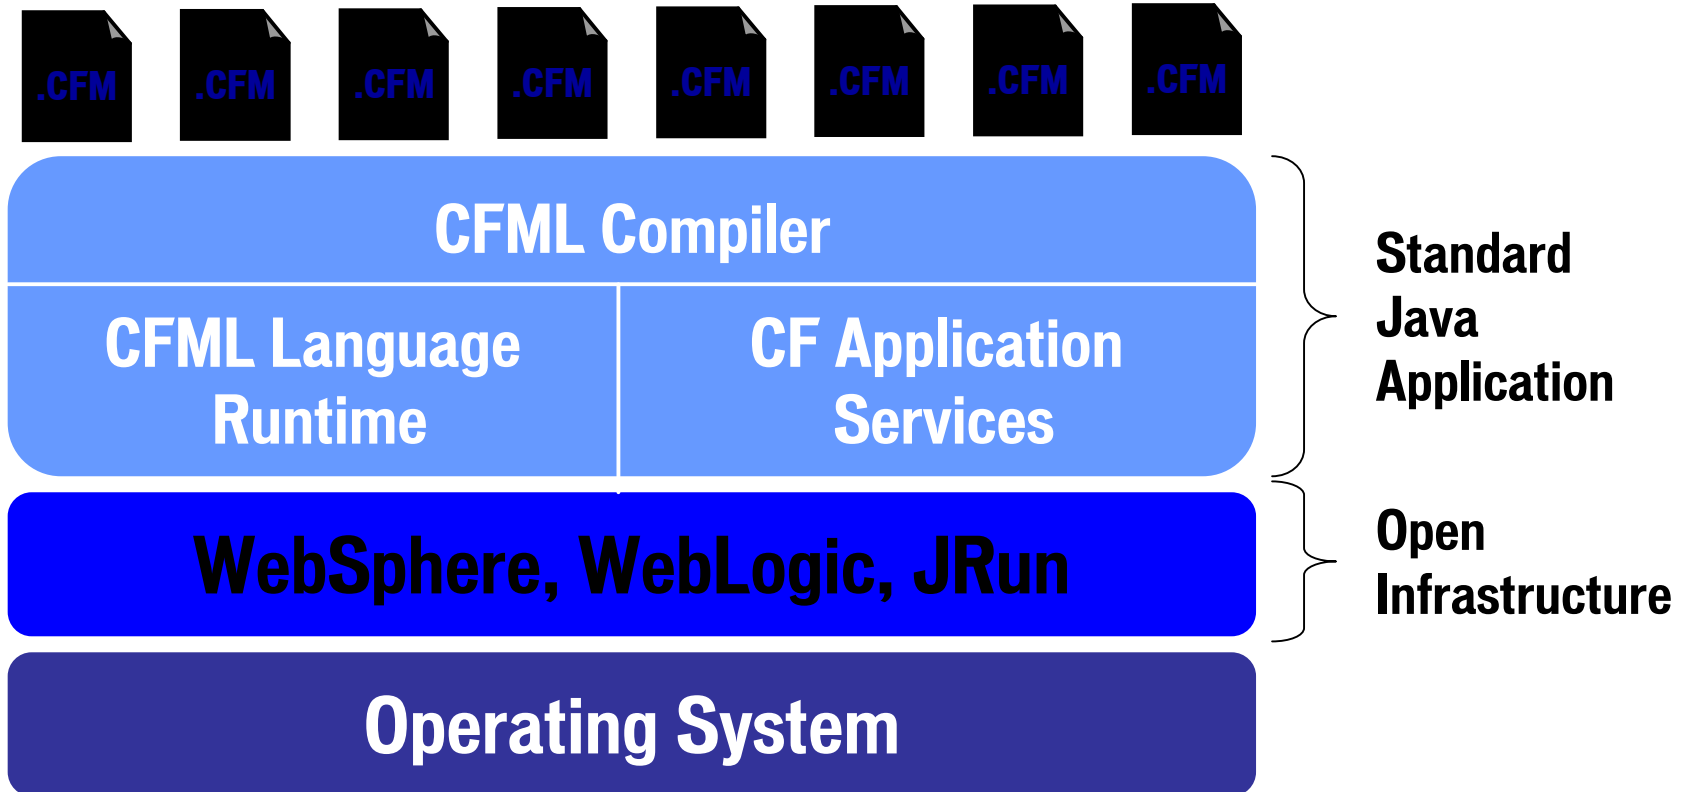 .CFM .CFM .CFM .CFM .CFM .CFM .CFM .CFM
CFML Compiler
CFML Language
Runtime
CF Application
Services
Standard
Java
Application
WebSphere, WebLogic, JRun
Open
Infrastructure
Operating System